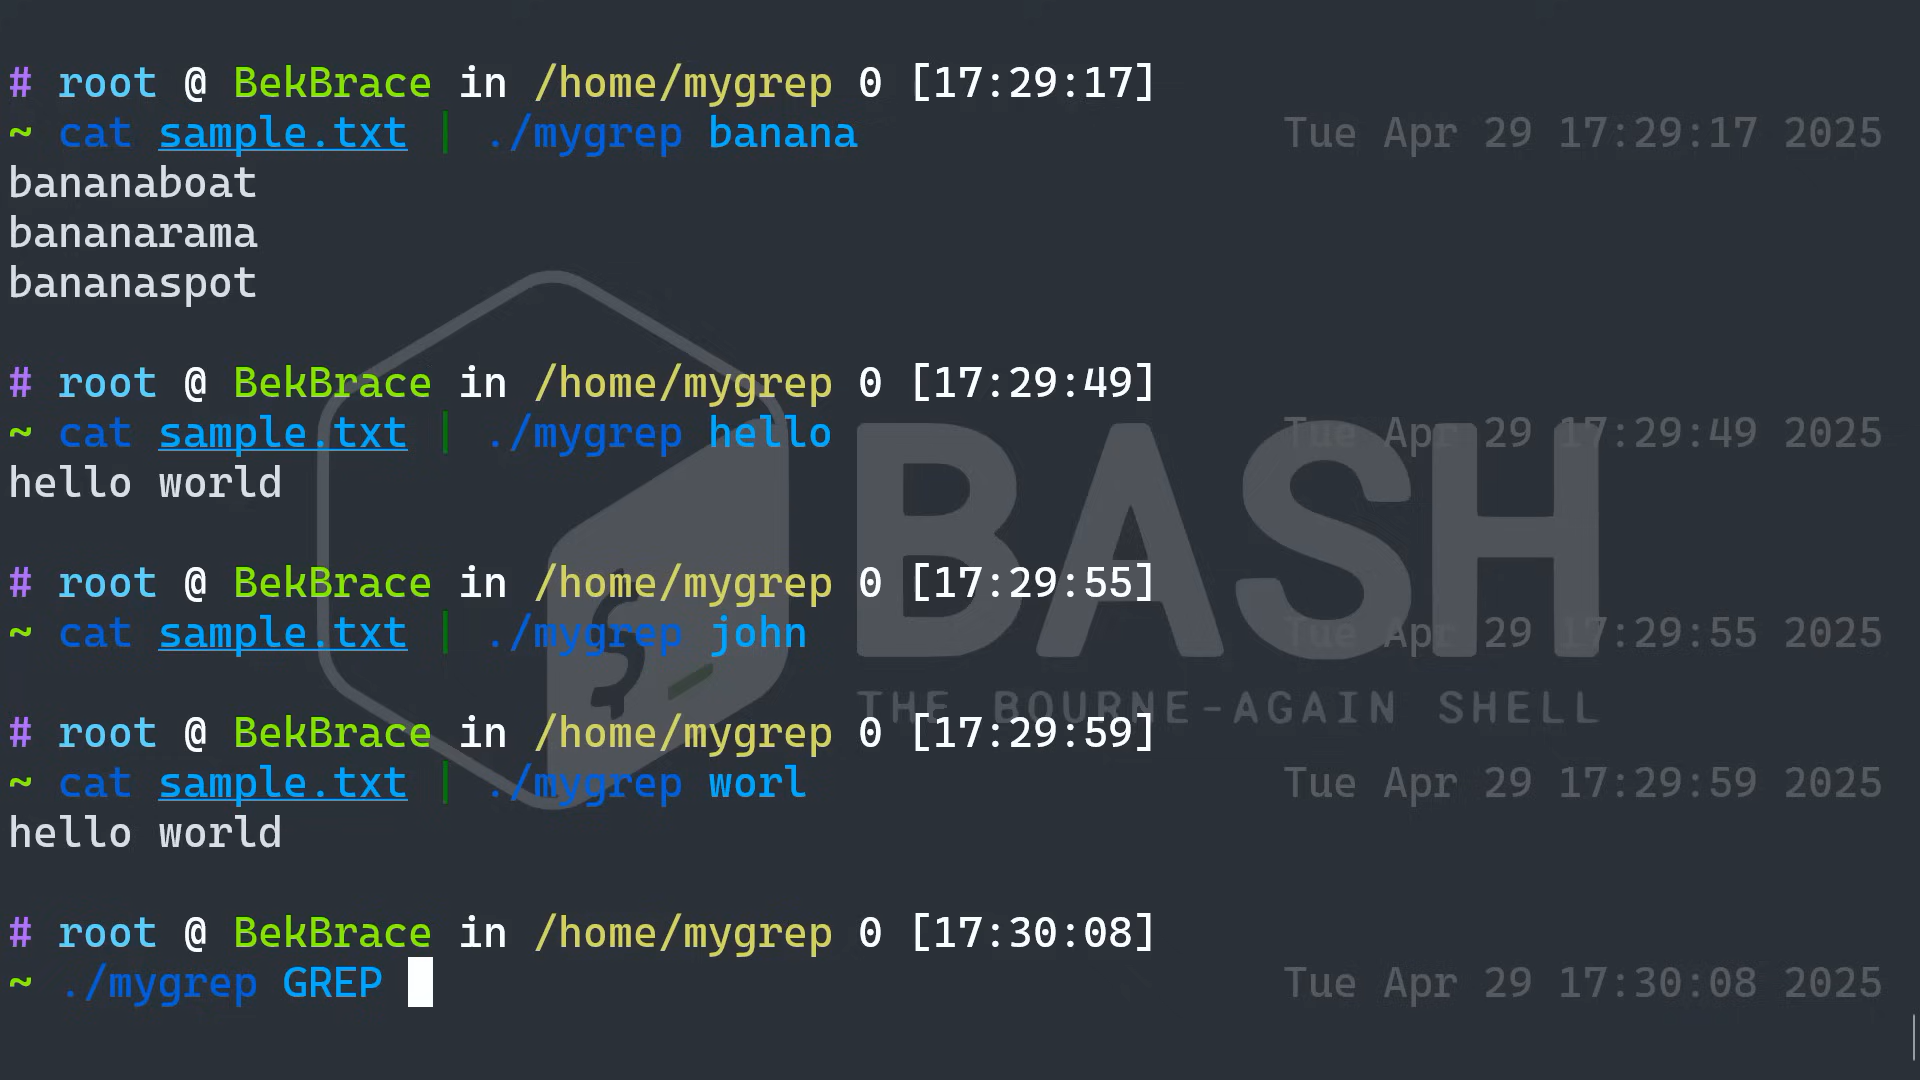 # root @ BekBrace in /home/mygrep 0 [17:29:17]
~ cat sample.txt | ./mygrep banana Tue Apr 29 17:29:17 2025
bananaboat
bananarama
bananaspot
# root @ BekBrace in /home/mygrep 0 [17:29:49]
~ cat sample.txt | ./mygrep hello Tue Apr 29 17:29:49 2025
hello world
# root @ BekBrace in /home/mygrep 0 [17:29:55]
~ cat sample.txt | ./mygrep john Tue Apr 29 17:29:55 2025
# root @ BekBrace in /home/mygrep 0 [17:29:59]
~ cat sample.txt | ./mygrep worl Tue Apr 29 17:29:59 2025
hello world
# root @ BekBrace in /home/mygrep 0 [17:30:08]
~ ./mygrep GREP Tue Apr 29 17:30:08 2025
BASH
THE BOURNE-AGAIN SHELL